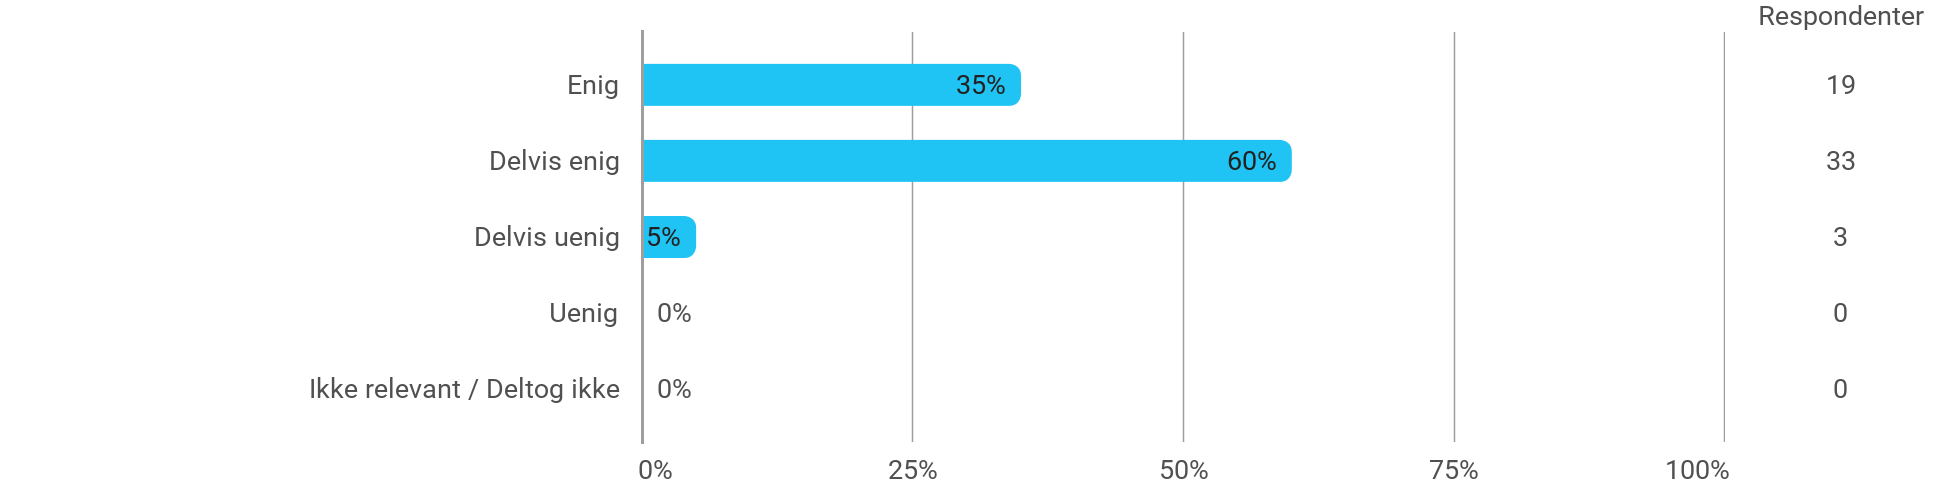 Respondenter
Enig 35% 19
Delvis enig 60% 33
Delvis uenig 5% 3
Uenig 0% 0
Ikke relevant / Deltog ikke 0% 0
0% 25% 50% 75% 100%